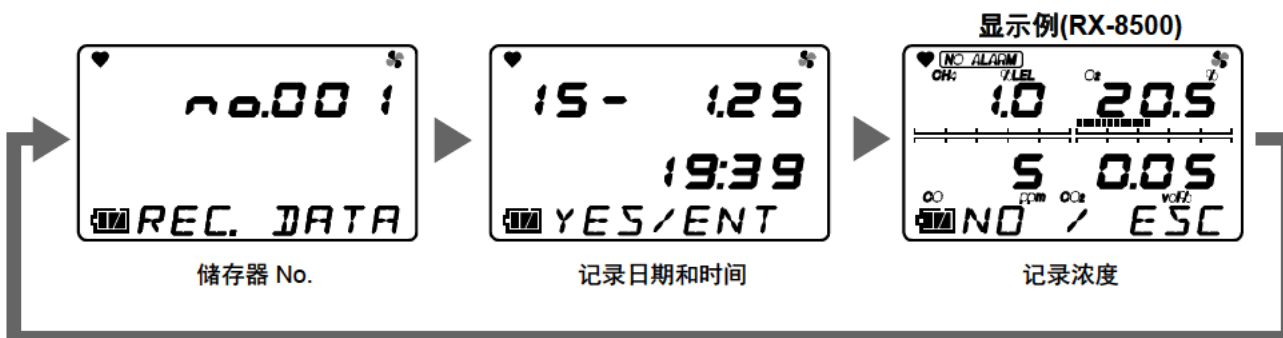 显示例(RX-8500)
no.001
REC. DATA
储存器 No.
15- 1.25
19:39
YES/ENT
记录日期和时间
NO ALARM
CH₄ %LEL O₂ %
1.0 20.5
5 0.05
CO ppm CO₂ vol%
NO / ESC
记录浓度